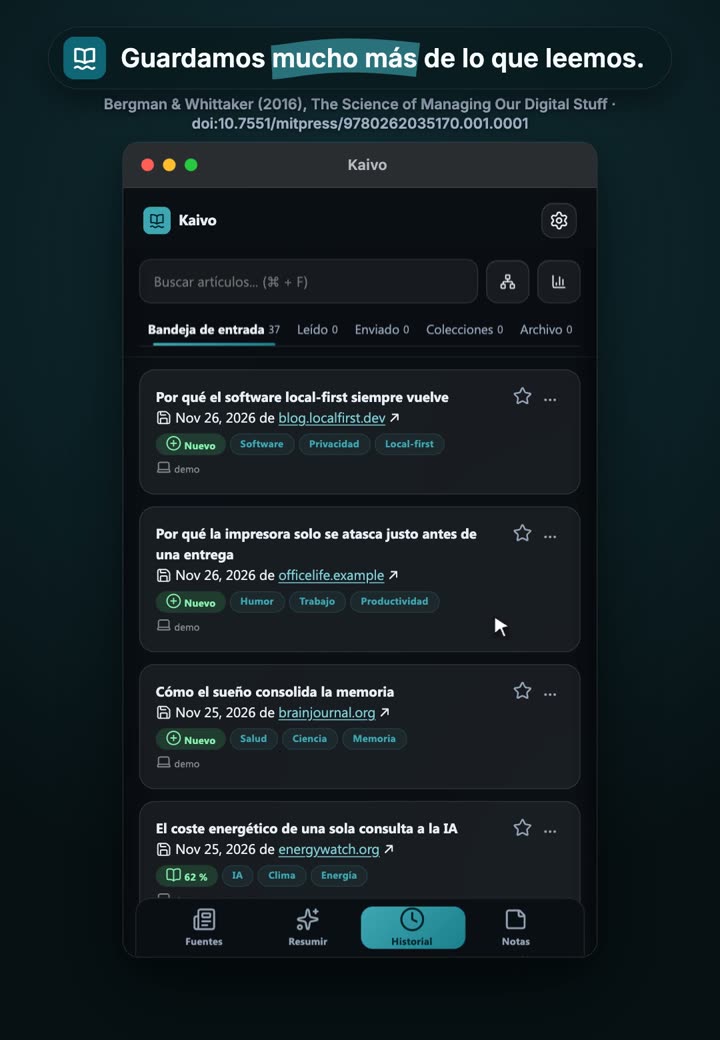 Guardamos mucho más de lo que leemos.
Bergman & Whittaker (2016), The Science of Managing Our Digital Stuff ·
doi:10.7551/mitpress/9780262035170.001.0001
Kaivo
Kaivo
Buscar artículos... (⌘ + F)
Bandeja de entrada 37 Leído 0 Enviado 0 Colecciones 0 Archivo 0
Por qué el software local-first siempre vuelve
Nov 26, 2026 de blog.localfirst.dev ↗
Nuevo Software Privacidad Local-first
demo
Por qué la impresora solo se atasca justo antes de
una entrega
Nov 26, 2026 de officelife.example ↗
Nuevo Humor Trabajo Productividad
demo
Cómo el sueño consolida la memoria
Nov 25, 2026 de brainjournal.org ↗
Nuevo Salud Ciencia Memoria
demo
El coste energético de una sola consulta a la IA
Nov 25, 2026 de energywatch.org ↗
62 % IA Clima Energía
Fuentes Resumir Historial Notas